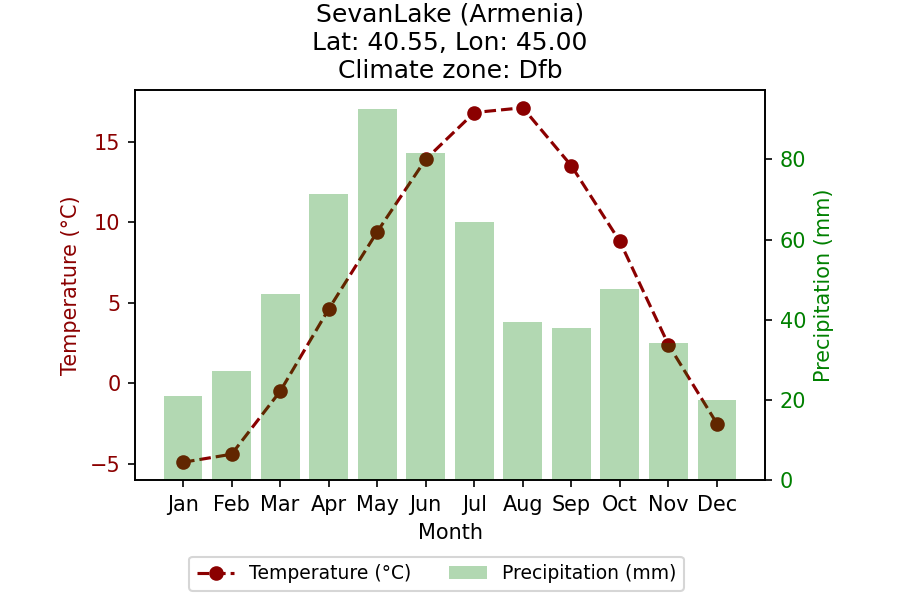 SevanLake (Armenia)
Lat: 40.55, Lon: 45.00
Climate zone: Dfb
Temperature (°C)
15
10
5
0
−5
80
60
40
20
0
Precipitation (mm)
Jan Feb Mar Apr May Jun Jul Aug Sep Oct Nov Dec
Month
Temperature (°C) Precipitation (mm)